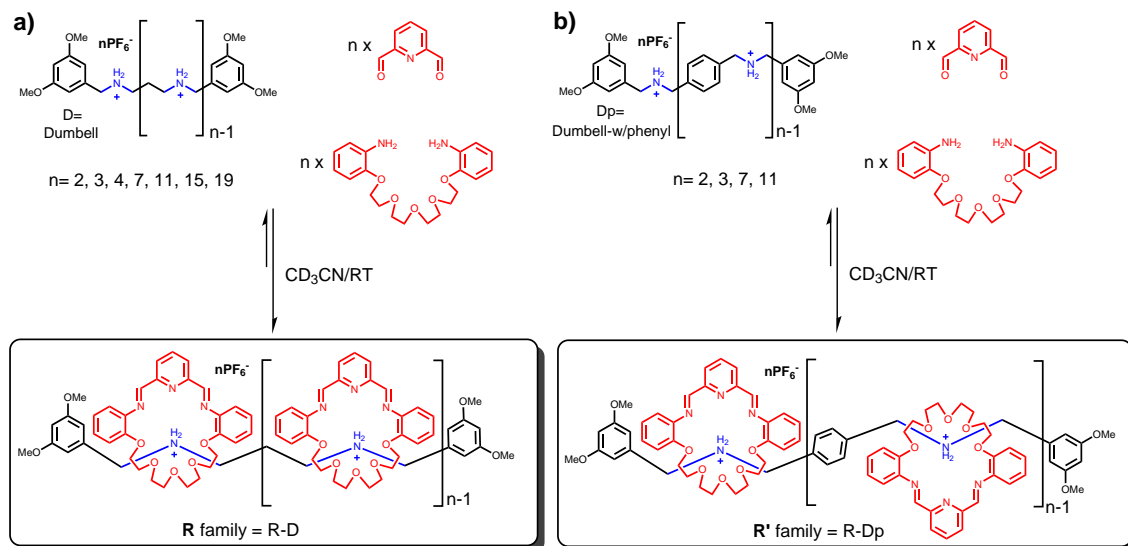 a)
OMe
nPF6-
OMe
n x
N
O
O
MeO
H2
N
+
H2
N
+
OMe
D=
Dumbell
n-1
NH2
H2N
n x
O
O
O
O
O
n= 2, 3, 4, 7, 11, 15, 19
CD3CN/RT
nPF6-
N
N
N
N
N
N
OMe
MeO
H2
N
+
H2
N
+
OMe
OMe
O
O
O
O
O
O
O
O
O
O
n-1
R family = R-D
b)
nPF6-
OMe
MeO
N
H2
+
+
N
H2
OMe
OMe
n x
N
O
O
Dp=
Dumbell-w/phenyl
n-1
NH2
H2N
n x
O
O
O
O
O
n= 2, 3, 7, 11
CD3CN/RT
nPF6-
N
N
N
OMe
MeO
H2
N
+
O
O
O
O
O
O
O
O
O
O
+
N
H2
N
N
N
OMe
OMe
n-1
R' family = R-Dp